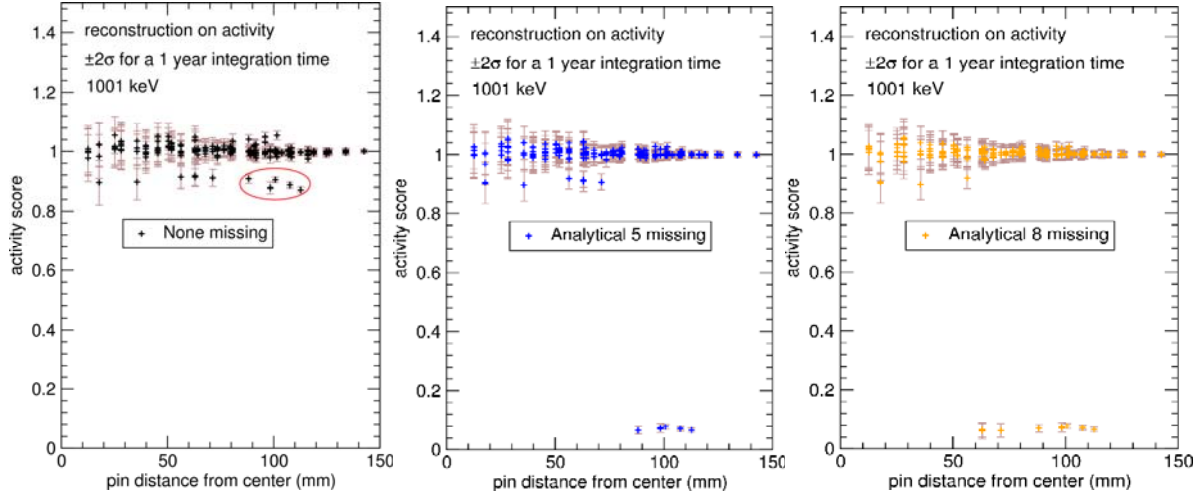 1.4
1.2
1
0.8
0.6
0.4
0.2
0
activity score
reconstruction on activity
±2σ for a 1 year integration time
1001 keV
None missing
0 50 100 150
pin distance from center (mm)
1.4
1.2
1
0.8
0.6
0.4
0.2
0
activity score
reconstruction on activity
±2σ for a 1 year integration time
1001 keV
Analytical 5 missing
0 50 100 150
pin distance from center (mm)
1.4
1.2
1
0.8
0.6
0.4
0.2
0
activity score
reconstruction on activity
±2σ for a 1 year integration time
1001 keV
Analytical 8 missing
0 50 100 150
pin distance from center (mm)